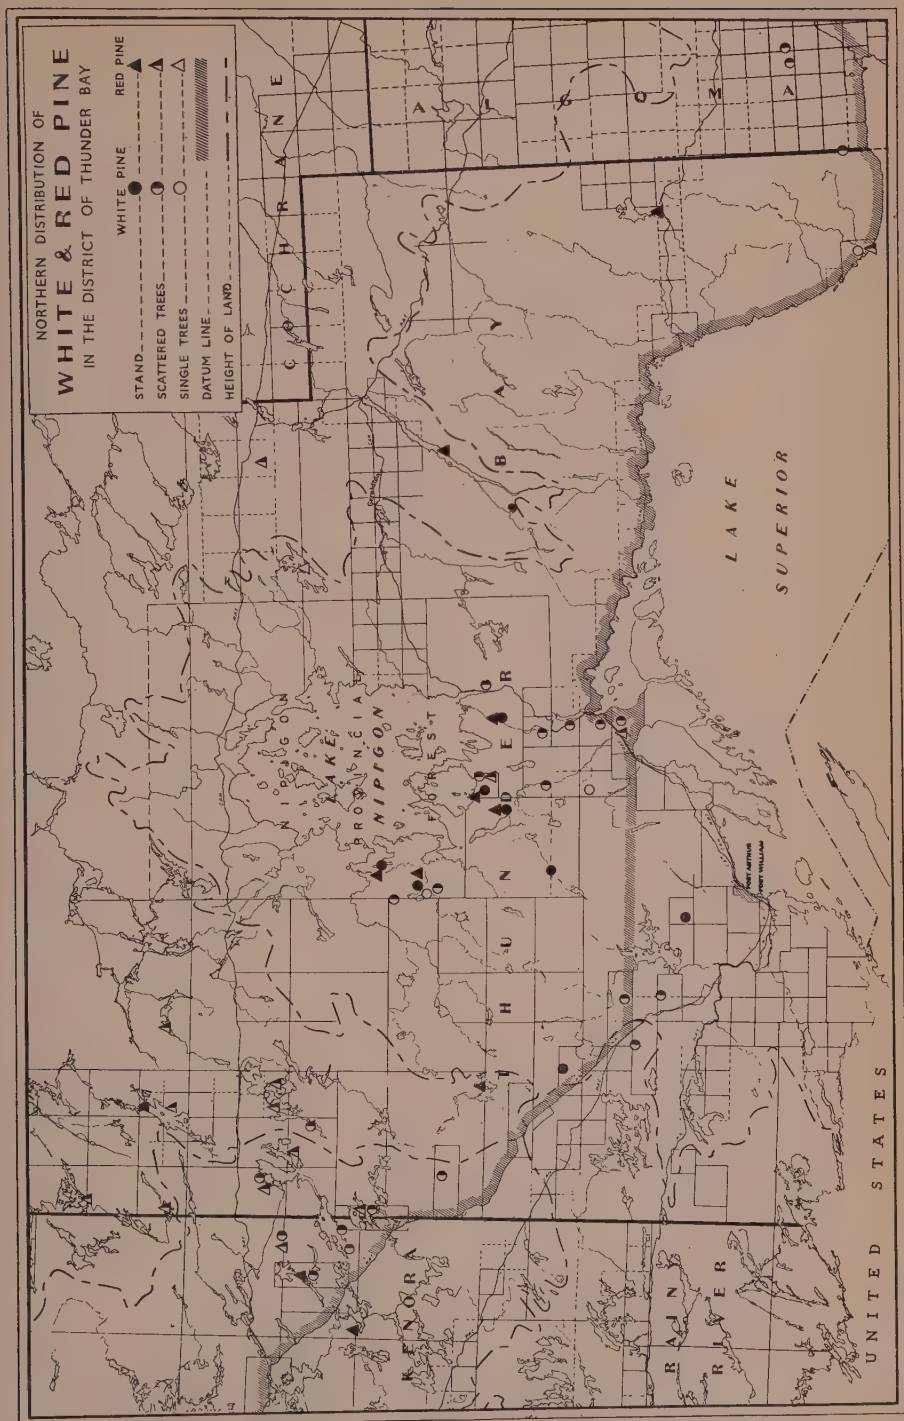 NORTHERN DISTRIBUTION OF
WHITE & RED PINE
IN THE DISTRICT OF THUNDER BAY
WHITE PINE RED PINE
STAND
SCATTERED TREES
SINGLE TREES
DATUM LINE
HEIGHT OF LAND
COCHRANE
ALGOMA
THUNDER BAY
LAKE
NIPIGON
NIPIGON
PROVINCIAL
FOREST
LAKE
SUPERIOR
PORT ARTHUR
FORT WILLIAM
KENORA
RAINY
RIVER
UNITED STATES